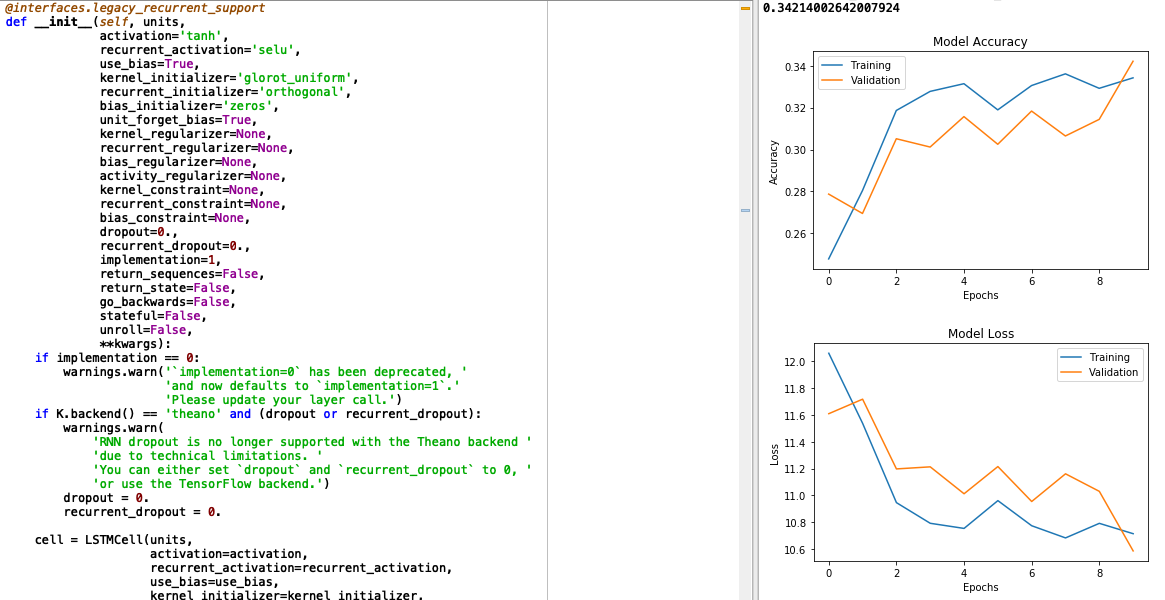 @interfaces.legacy_recurrent_support
def __init__(self, units,
activation='tanh',
recurrent_activation='selu',
use_bias=True,
kernel_initializer='glorot_uniform',
recurrent_initializer='orthogonal',
bias_initializer='zeros',
unit_forget_bias=True,
kernel_regularizer=None,
recurrent_regularizer=None,
bias_regularizer=None,
activity_regularizer=None,
kernel_constraint=None,
recurrent_constraint=None,
bias_constraint=None,
dropout=0.,
recurrent_dropout=0.,
implementation=1,
return_sequences=False,
return_state=False,
go_backwards=False,
stateful=False,
unroll=False,
**kwargs):
if implementation == 0:
warnings.warn('`implementation=0` has been deprecated, '
'and now defaults to `implementation=1`.'
'Please update your layer call.')
if K.backend() == 'theano' and (dropout or recurrent_dropout):
warnings.warn(
'RNN dropout is no longer supported with the Theano backend '
'due to technical limitations. '
'You can either set `dropout` and `recurrent_dropout` to 0, '
'or use the TensorFlow backend.')
dropout = 0.
recurrent_dropout = 0.
cell = LSTMCell(units,
activation=activation,
recurrent_activation=recurrent_activation,
use_bias=use_bias,
kernel_initializer=kernel_initializer,
0.34214002642007924
Model Accuracy
Training
Validation
0.34
0.32
0.30
0.28
0.26
Accuracy
0 2 4 6 8
Epochs
Model Loss
Training
Validation
12.0
11.8
11.6
11.4
11.2
11.0
10.8
10.6
Loss
0 2 4 6 8
Epochs